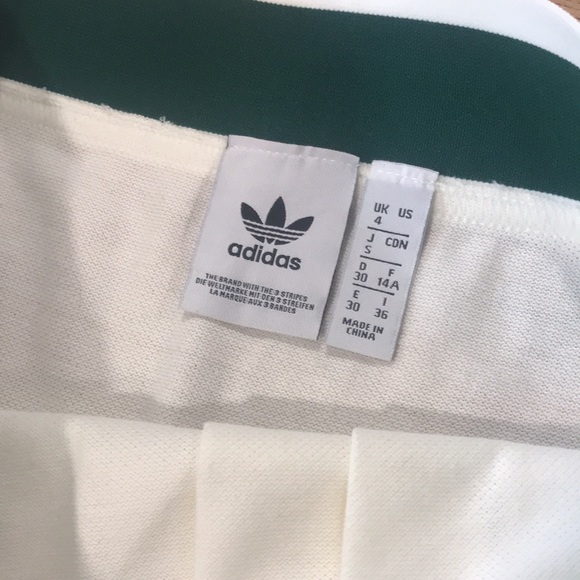 adidas
THE BRAND WITH THE 3 STRIPES
DIE WELTMARKE MIT DEN 3 STREIFEN
LA MARQUE AUX 3 BANDES
UK US
4
J CDN
S
D F
30 14A
E I
30 36
MADE IN
CHINA